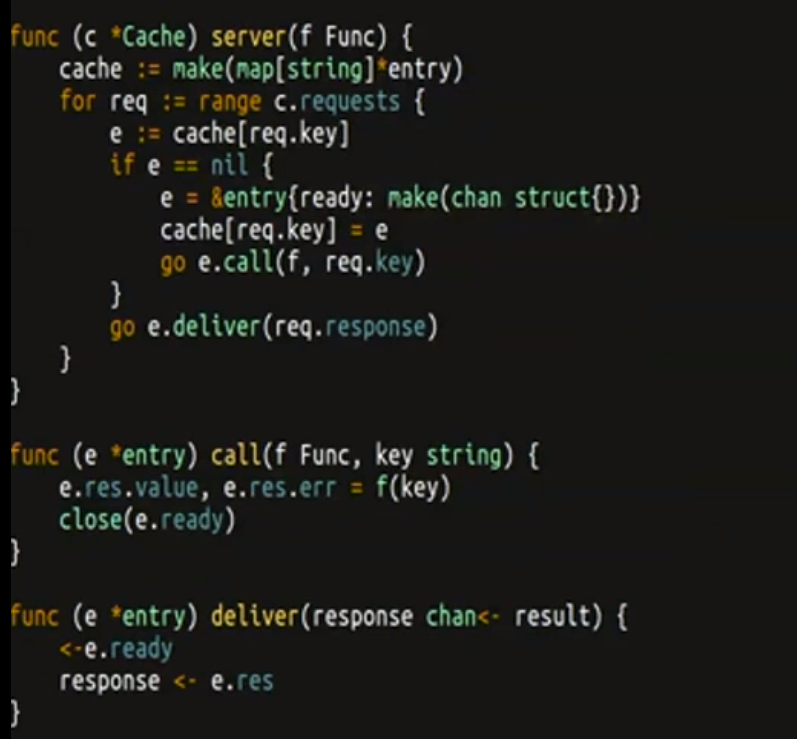 func (c *Cache) server(f Func) {
    cache := make(map[string]*entry)
    for req := range c.requests {
        e := cache[req.key]
        if e == nil {
            e = &entry{ready: make(chan struct{})}
            cache[req.key] = e
            go e.call(f, req.key)
        }
        go e.deliver(req.response)
    }
}

func (e *entry) call(f Func, key string) {
    e.res.value, e.res.err = f(key)
    close(e.ready)
}

func (e *entry) deliver(response chan<- result) {
    <-e.ready
    response <- e.res
}